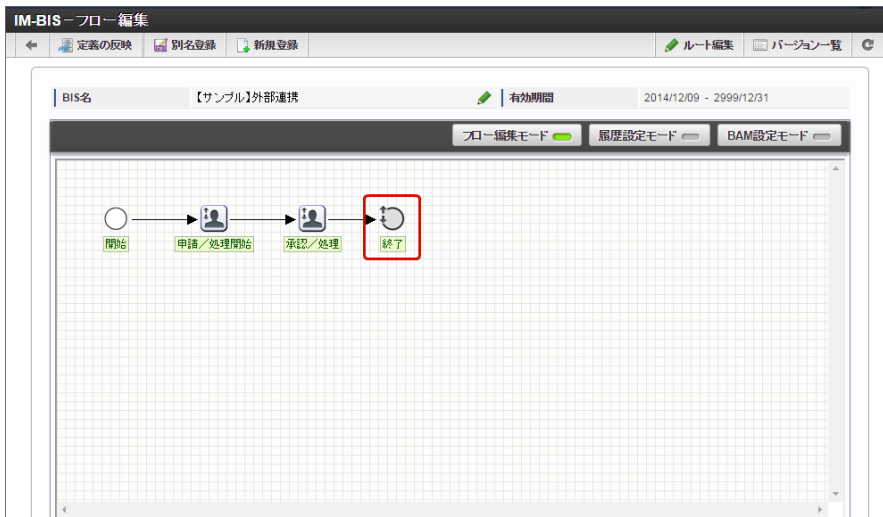 IM-BIS－フロー編集
定義の反映 別名登録 新規登録 ルート編集 バージョン一覧
BIS名 【サンプル】外部連携 有効期間 2014/12/09 - 2999/12/31
フロー編集モード 履歴設定モード BAM設定モード
開始 申請／処理開始 承認／処理 終了